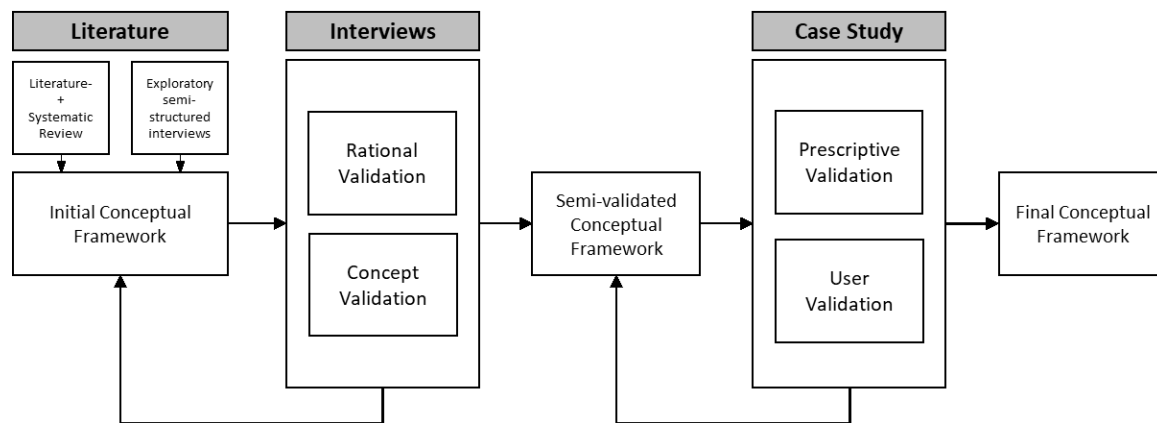 Literature
Interviews
Case Study
Literature-
+
Systematic
Review
Exploratory
semi-
structured
interviews
Rational
Validation
Prescriptive
Validation
Initial Conceptual
Framework
Semi-validated
Conceptual
Framework
Final Conceptual
Framework
Concept
Validation
User
Validation